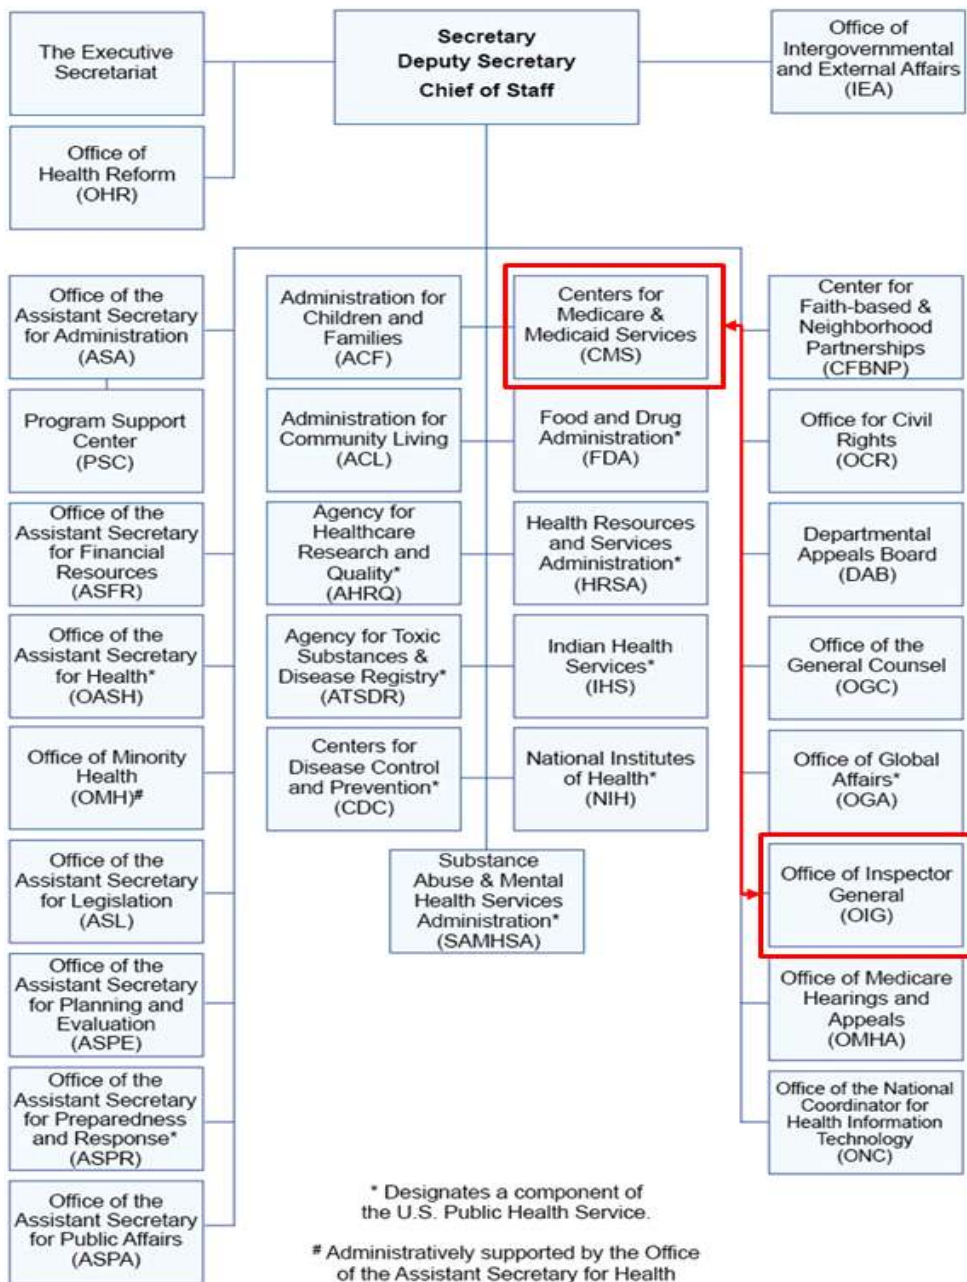 The Executive
Secretariat
Secretary
Deputy Secretary
Chief of Staff
Office of
Intergovernmental
and External Affairs
(IEA)
Office of
Health Reform
(OHR)
Office of the
Assistant Secretary
for Administration
(ASA)
Administration for
Children and
Families
(ACF)
Centers for
Medicare &
Medicaid Services
(CMS)
Center for
Faith-based &
Neighborhood
Partnerships
(CFBNP)
Program Support
Center
(PSC)
Administration for
Community Living
(ACL)
Food and Drug
Administration*
(FDA)
Office for Civil
Rights
(OCR)
Office of the
Assistant Secretary
for Financial
Resources
(ASFR)
Agency for
Healthcare
Research and
Quality*
(AHRQ)
Health Resources
and Services
Administration*
(HRSA)
Departmental
Appeals Board
(DAB)
Office of the
Assistant Secretary
for Health*
(OASH)
Agency for Toxic
Substances &
Disease Registry*
(ATSDR)
Indian Health
Services*
(IHS)
Office of the
General Counsel
(OGC)
Office of Minority
Health
(OMH)#
Centers for
Disease Control
and Prevention*
(CDC)
National Institutes
of Health*
(NIH)
Office of Global
Affairs*
(OGA)
Office of the
Assistant Secretary
for Legislation
(ASL)
Substance
Abuse & Mental
Health Services
Administration*
(SAMHSA)
Office of Inspector
General
(OIG)
Office of the
Assistant Secretary
for Planning and
Evaluation
(ASPE)
Office of Medicare
Hearings and
Appeals
(OMHA)
Office of the
Assistant Secretary
for Preparedness
and Response*
(ASPR)
Office of the National
Coordinator for
Health Information
Technology
(ONC)
Office of the
Assistant Secretary
for Public Affairs
(ASPA)
* Designates a component of
the U.S. Public Health Service.
# Administratively supported by the Office
of the Assistant Secretary for Health